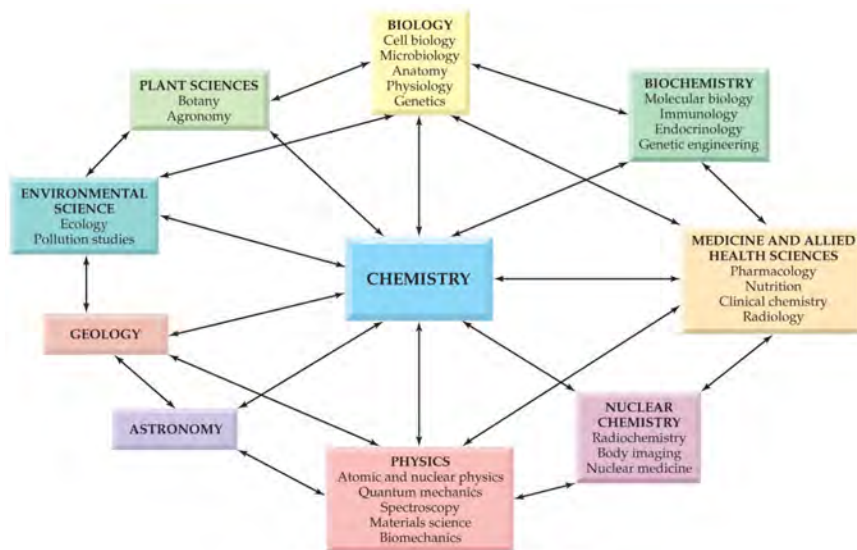 BIOLOGY
Cell biology
Microbiology
Anatomy
Physiology
Genetics
PLANT SCIENCES
Botany
Agronomy
BIOCHEMISTRY
Molecular biology
Immunology
Endocrinology
Genetic engineering
ENVIRONMENTAL
SCIENCE
Ecology
Pollution studies
CHEMISTRY
MEDICINE AND ALLIED
HEALTH SCIENCES
Pharmacology
Nutrition
Clinical chemistry
Radiology
GEOLOGY
ASTRONOMY
PHYSICS
Atomic and nuclear physics
Quantum mechanics
Spectroscopy
Materials science
Biomechanics
NUCLEAR
CHEMISTRY
Radiochemistry
Body imaging
Nuclear medicine